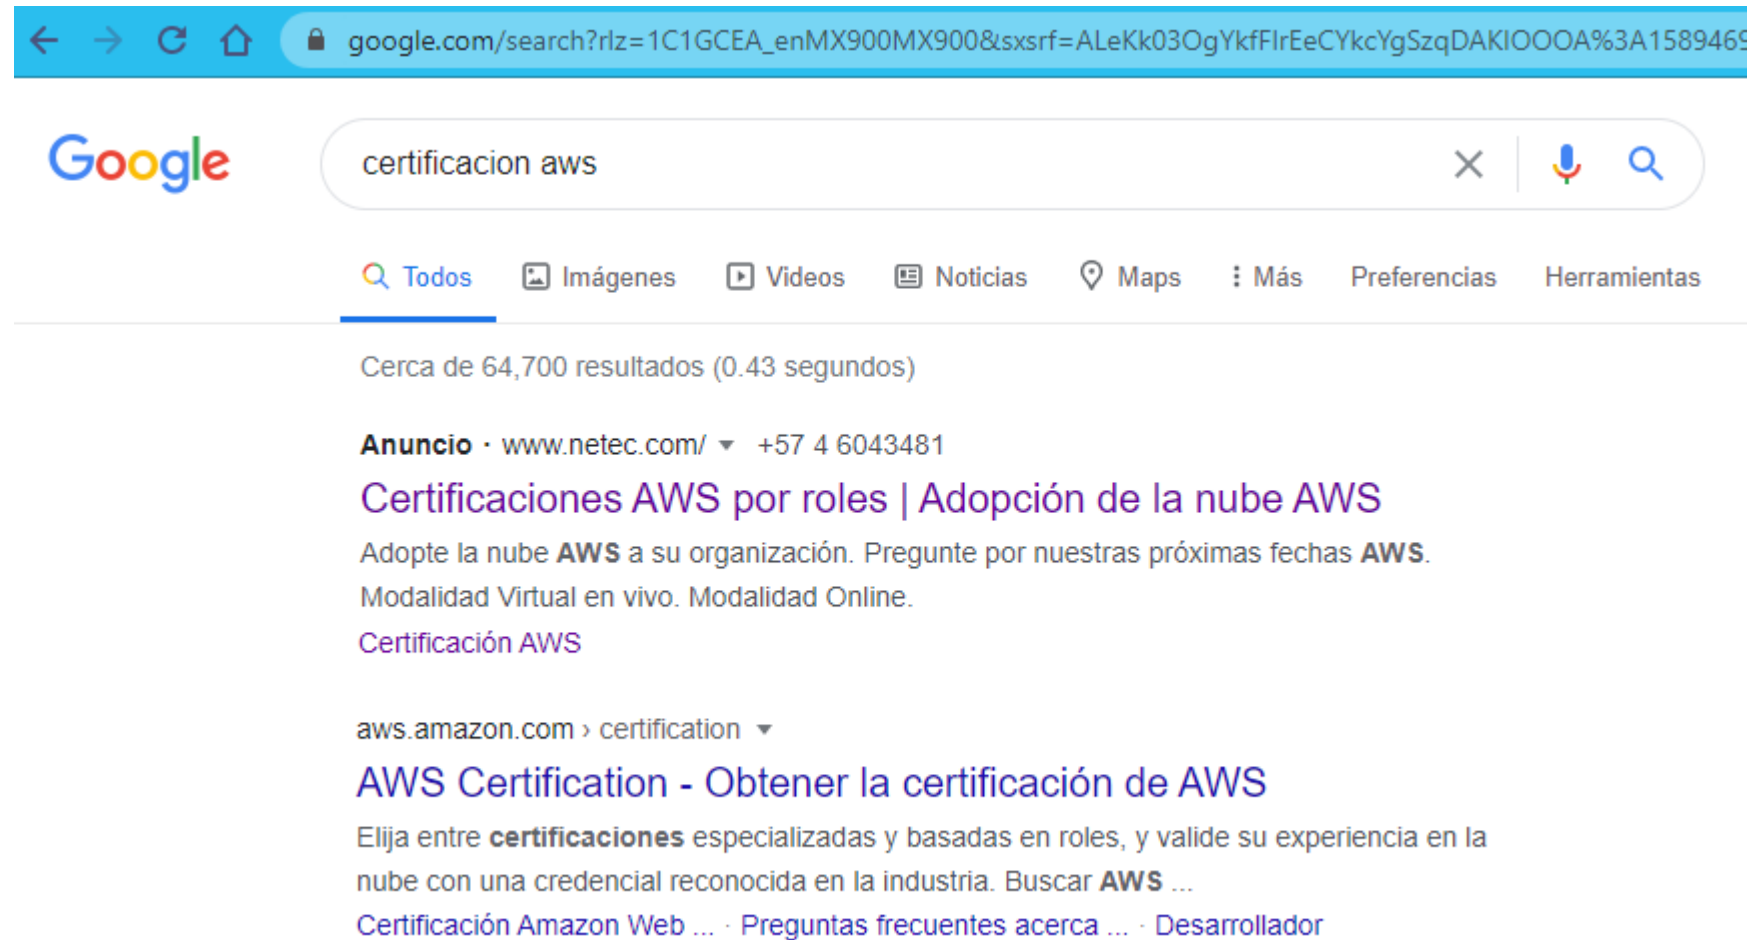 google.com/search?rlz=1C1GCEA_enMX900MX900&sxsrf=ALeKk03OgYkfFIrEeCYkcYgSzqDAKIOOOA%3A1589469
Google
certificacion aws
Todos Imágenes Videos Noticias Maps Más Preferencias Herramientas
Cerca de 64,700 resultados (0.43 segundos)
Anuncio · www.netec.com/ +57 4 6043481
Certificaciones AWS por roles | Adopción de la nube AWS
Adopte la nube AWS a su organización. Pregunte por nuestras próximas fechas AWS.
Modalidad Virtual en vivo. Modalidad Online.
Certificación AWS
aws.amazon.com › certification
AWS Certification - Obtener la certificación de AWS
Elija entre certificaciones especializadas y basadas en roles, y valide su experiencia en la
nube con una credencial reconocida en la industria. Buscar AWS ...
Certificación Amazon Web ... · Preguntas frecuentes acerca ... · Desarrollador